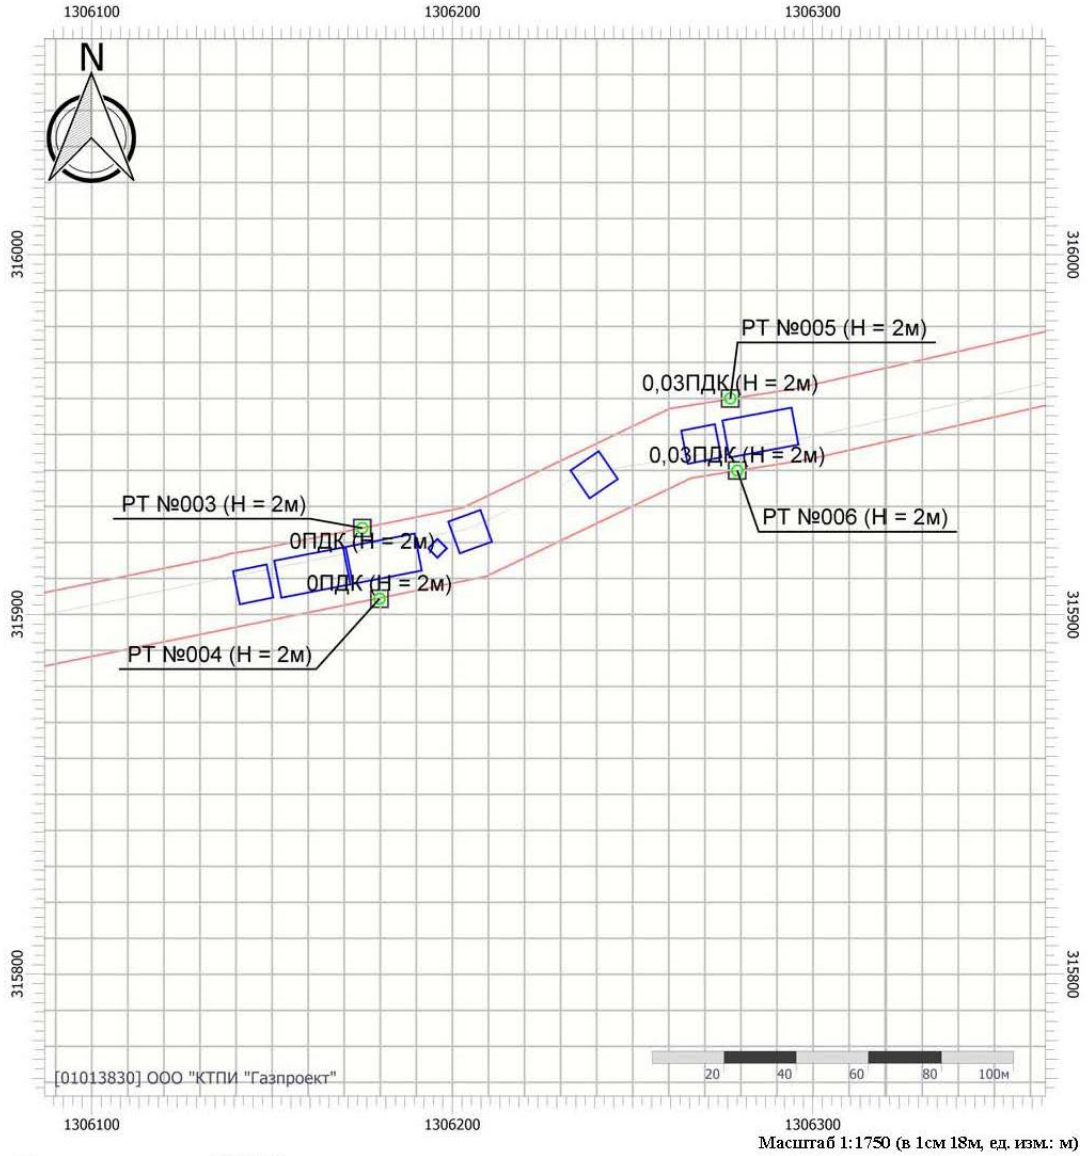 1306100 1306200 1306300
N
316000 316000
РТ №005 (Н = 2м)
0,03ПДК (Н = 2м)
0,03ПДК (Н = 2м)
РТ №003 (Н = 2м)
РТ №006 (Н = 2м)
0ПДК (Н = 2м)
0ПДК (Н = 2м)
315900 315900
РТ №004 (Н = 2м)
315800 315800
20 40 60 80 100м
[01013830] ООО "КТПИ "Газпроект"
1306100 1306200 1306300
Масштаб 1:1750 (в 1см 18м, ед. изм.: м)